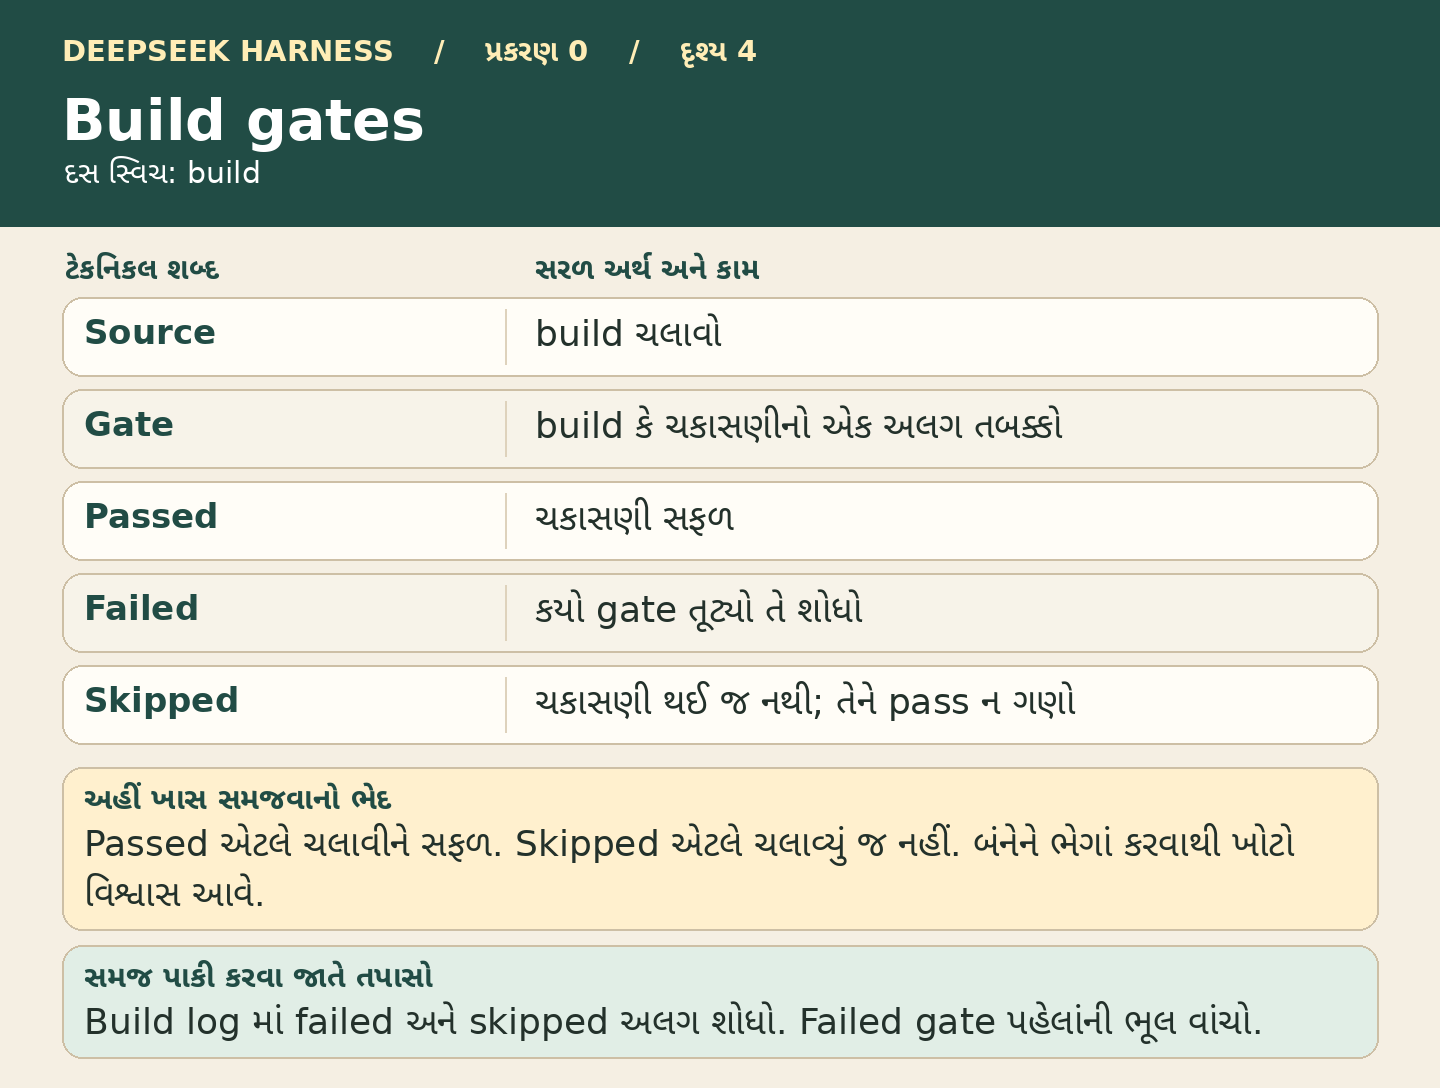 DEEPSEEK HARNESS / પ્રકરણ 0 / દૃશ્ય 4
Build gates
દસ સ્વિચ: build
ટેકનિકલ શબ્દ સરળ અર્થ અને કામ
Source build ચલાવો
Gate build કે ચકાસણીનો એક અલગ તબક્કો
Passed ચકાસણી સફળ
Failed કયો gate તૂટ્યો તે શોધો
Skipped ચકાસણી થઈ જ નથી; તેને pass ન ગણો
અહીં ખાસ સમજવાનો ભેદ
Passed એટલે ચલાવીને સફળ. Skipped એટલે ચલાવ્યું જ નહીં. બંનેને ભેગાં કરવાથી ખોટો
વિશ્વાસ આવે.
સમજ પાકી કરવા જાતે તપાસો
Build log માં failed અને skipped અલગ શોધો. Failed gate પહેલાંની ભૂલ વાંચો.